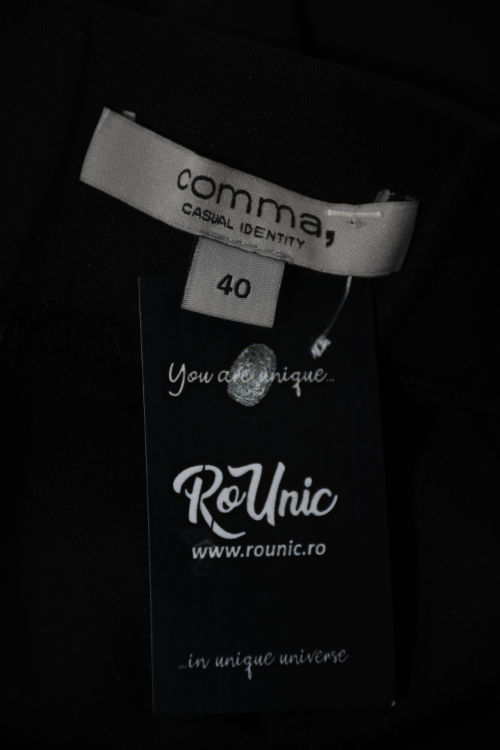 comma,
CASUAL IDENTITY
40
You are unique...
RoUnic
www.rounic.ro
...in unique universe